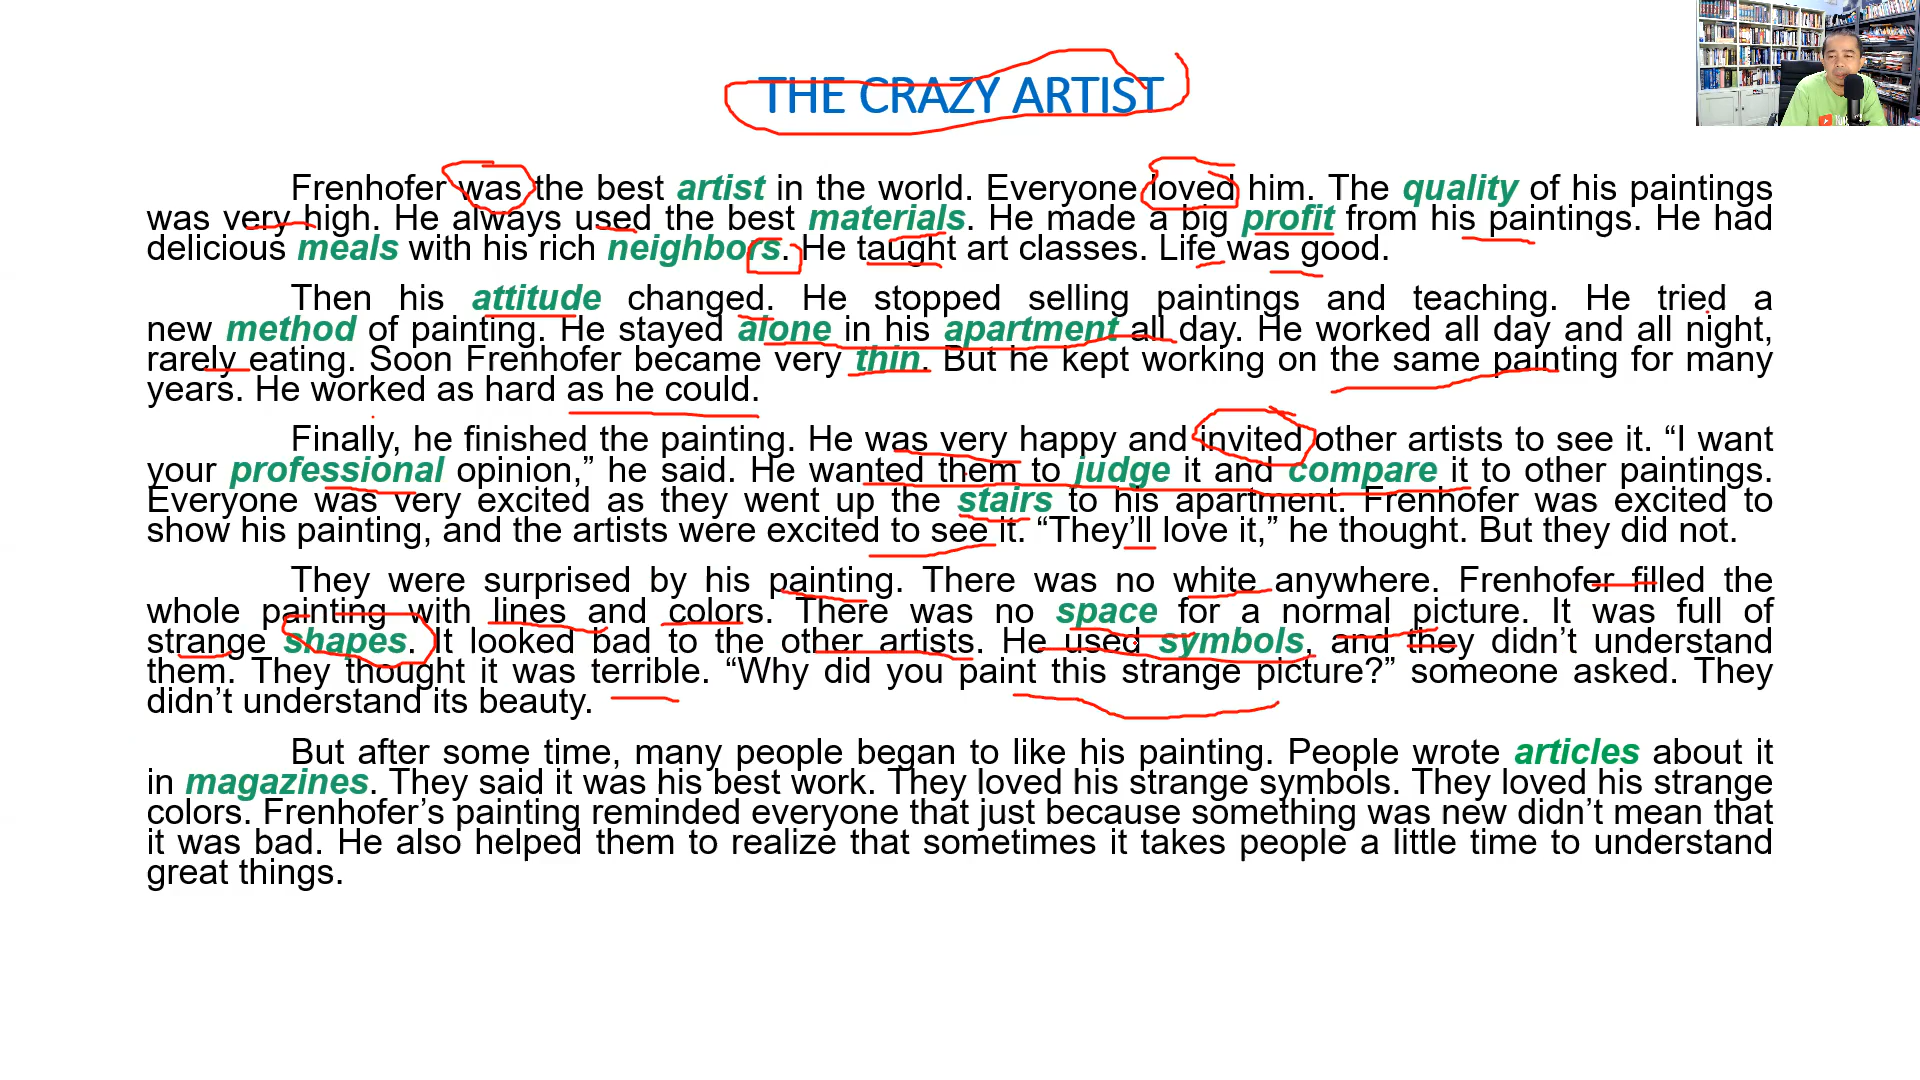 THE CRAZY ARTIST
Frenhofer was the best artist in the world. Everyone loved him. The quality of his paintings
was very high. He always used the best materials. He made a big profit from his paintings. He had
delicious meals with his rich neighbors. He taught art classes. Life was good.
Then his attitude changed. He stopped selling paintings and teaching. He tried a
new method of painting. He stayed alone in his apartment all day. He worked all day and all night,
rarely eating. Soon Frenhofer became very thin. But he kept working on the same painting for many
years. He worked as hard as he could.
Finally, he finished the painting. He was very happy and invited other artists to see it. “I want
your professional opinion,” he said. He wanted them to judge it and compare it to other paintings.
Everyone was very excited as they went up the stairs to his apartment. Frenhofer was excited to
show his painting, and the artists were excited to see it. “They’ll love it,” he thought. But they did not.
They were surprised by his painting. There was no white anywhere. Frenhofer filled the
whole painting with lines and colors. There was no space for a normal picture. It was full of
strange shapes. It looked bad to the other artists. He used symbols, and they didn’t understand
them. They thought it was terrible. “Why did you paint this strange picture?” someone asked. They
didn’t understand its beauty.
But after some time, many people began to like his painting. People wrote articles about it
in magazines. They said it was his best work. They loved his strange symbols. They loved his strange
colors. Frenhofer’s painting reminded everyone that just because something was new didn’t mean that
it was bad. He also helped them to realize that sometimes it takes people a little time to understand
great things.